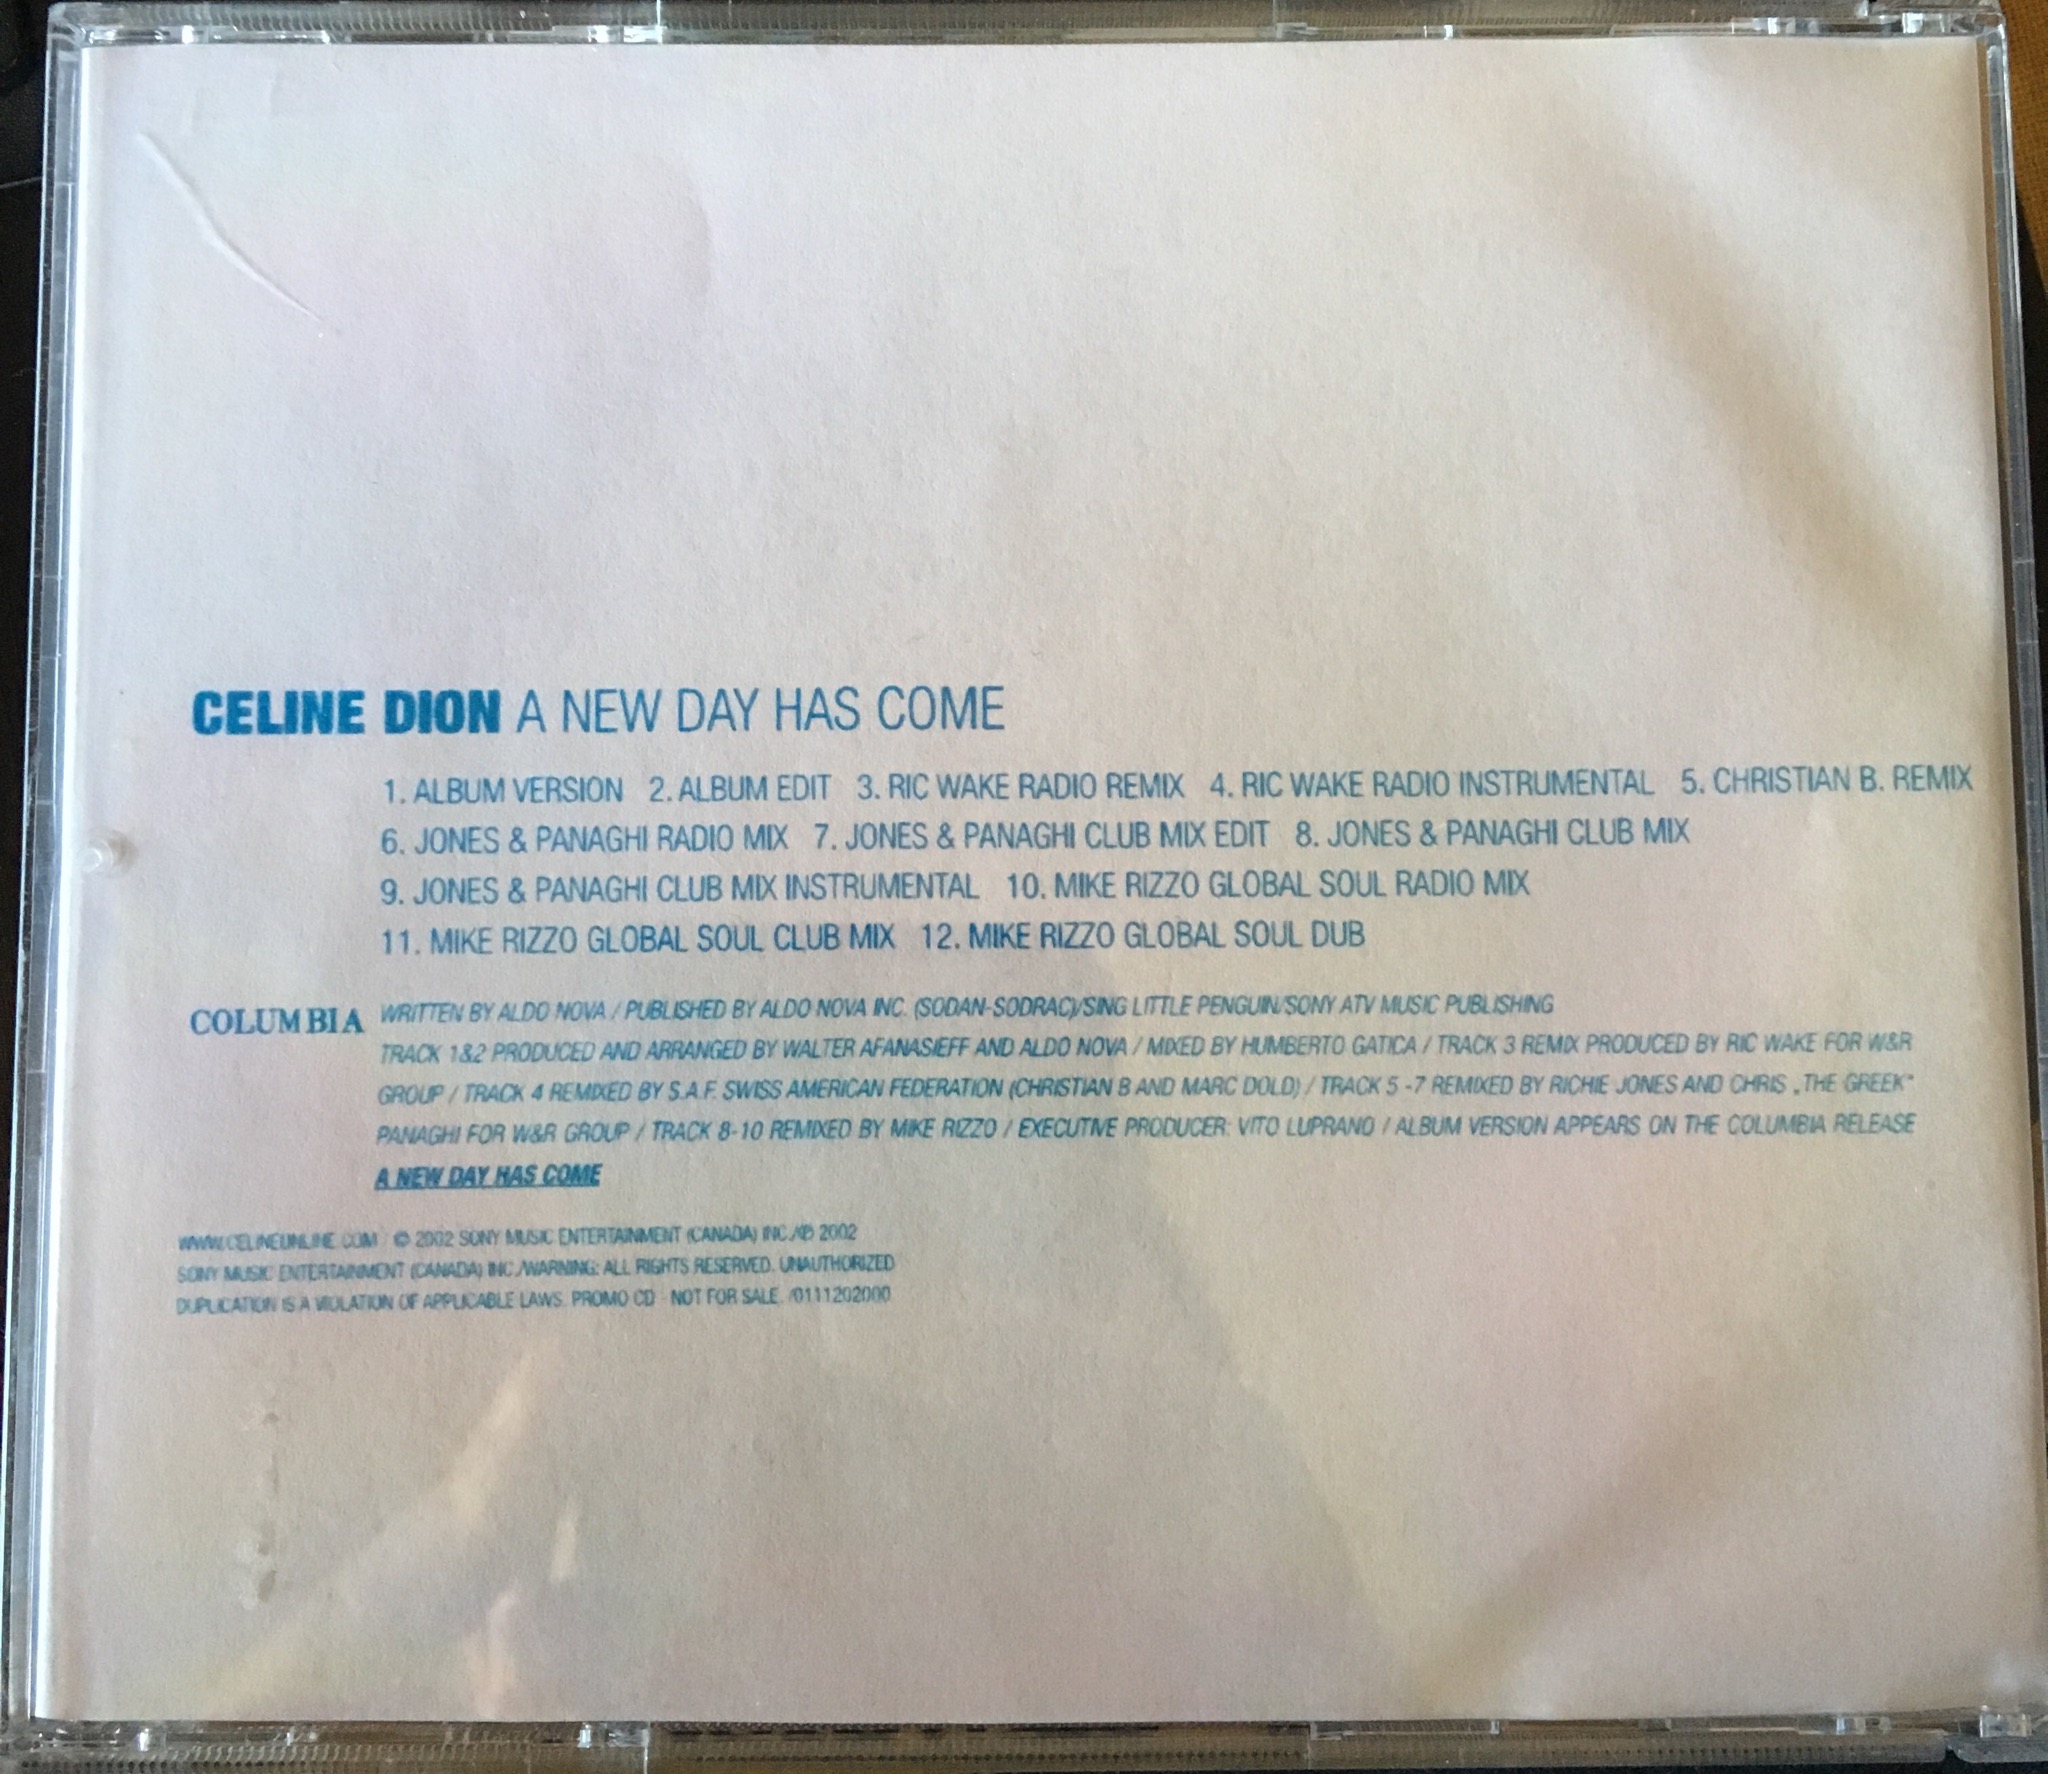 CELINE DION A NEW DAY HAS COME
1. ALBUM VERSION 2. ALBUM EDIT 3. RIC WAKE RADIO REMIX 4. RIC WAKE RADIO INSTRUMENTAL 5. CHRISTIAN B. REMIX
6. JONES & PANAGHI RADIO MIX 7. JONES & PANAGHI CLUB MIX EDIT 8. JONES & PANAGHI CLUB MIX
9. JONES & PANAGHI CLUB MIX INSTRUMENTAL 10. MIKE RIZZO GLOBAL SOUL RADIO MIX
11. MIKE RIZZO GLOBAL SOUL CLUB MIX 12. MIKE RIZZO GLOBAL SOUL DUB
COLUMBIA WRITTEN BY ALDO NOVA / PUBLISHED BY ALDO NOVA INC. (SODAN-SODRAC)/SING LITTLE PENGUIN/SONY ATV MUSIC PUBLISHING
TRACK 1&2 PRODUCED AND ARRANGED BY WALTER AFANASIEFF AND ALDO NOVA / MIXED BY HUMBERTO GATICA / TRACK 3 REMIX PRODUCED BY RIC WAKE FOR W&R
GROUP / TRACK 4 REMIXED BY S.A.F. SWISS AMERICAN FEDERATION (CHRISTIAN B AND MARC DOLD) / TRACK 5 -7 REMIXED BY RICHIE JONES AND CHRIS „THE GREEK“
PANAGHI FOR W&R GROUP / TRACK 8-10 REMIXED BY MIKE RIZZO / EXECUTIVE PRODUCER: VITO LUPRANO / ALBUM VERSION APPEARS ON THE COLUMBIA RELEASE
A NEW DAY HAS COME
WWW.CELINEONLINE.COM / © 2002 SONY MUSIC ENTERTAINMENT (CANADA) INC./℗ 2002
SONY MUSIC ENTERTAINMENT (CANADA) INC./WARNING: ALL RIGHTS RESERVED. UNAUTHORIZED
DUPLICATION IS A VIOLATION OF APPLICABLE LAWS. PROMO CD - NOT FOR SALE. /0111202000